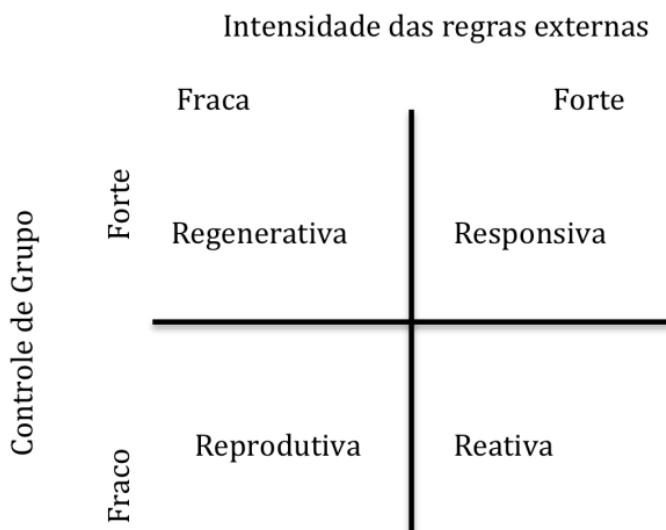 Intensidade das regras externas
Fraca Forte
Controle de Grupo
Forte
Regenerativa Responsiva
Fraco
Reprodutiva Reativa